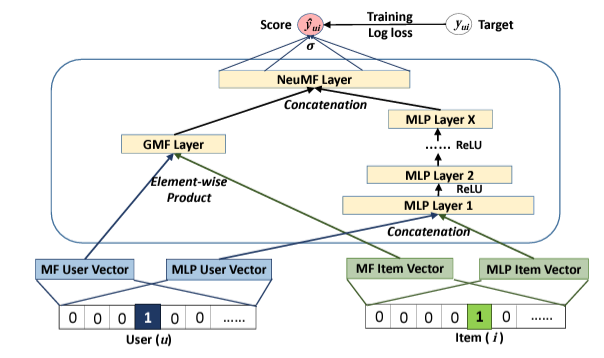 Score ŷui Training yui Target
Log loss
σ
NeuMF Layer
Concatenation
MLP Layer X
GMF Layer
...... ReLU
Element-wise
Product
MLP Layer 2
ReLU
MLP Layer 1
Concatenation
MF User Vector MLP User Vector MF Item Vector MLP Item Vector
0 0 0 1 0 0 ...... 0 0 0 0 1 0 ......
User (u) Item ( i )